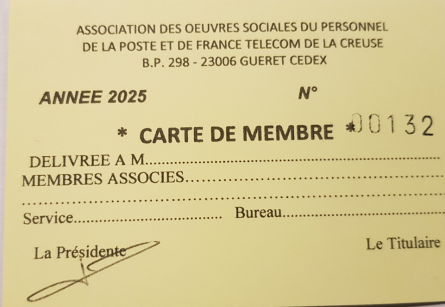 ASSOCIATION DES OEUVRES SOCIALES DU PERSONNEL
DE LA POSTE ET DE FRANCE TELECOM DE LA CREUSE
B.P. 298 - 23006 GUERET CEDEX
ANNEE 2025 N°
* CARTE DE MEMBRE *00132
DELIVREE A M..........................................................
MEMBRES ASSOCIES................................................
..........................................................................
Service.................................... Bureau....................................
La Présidente Le Titulaire